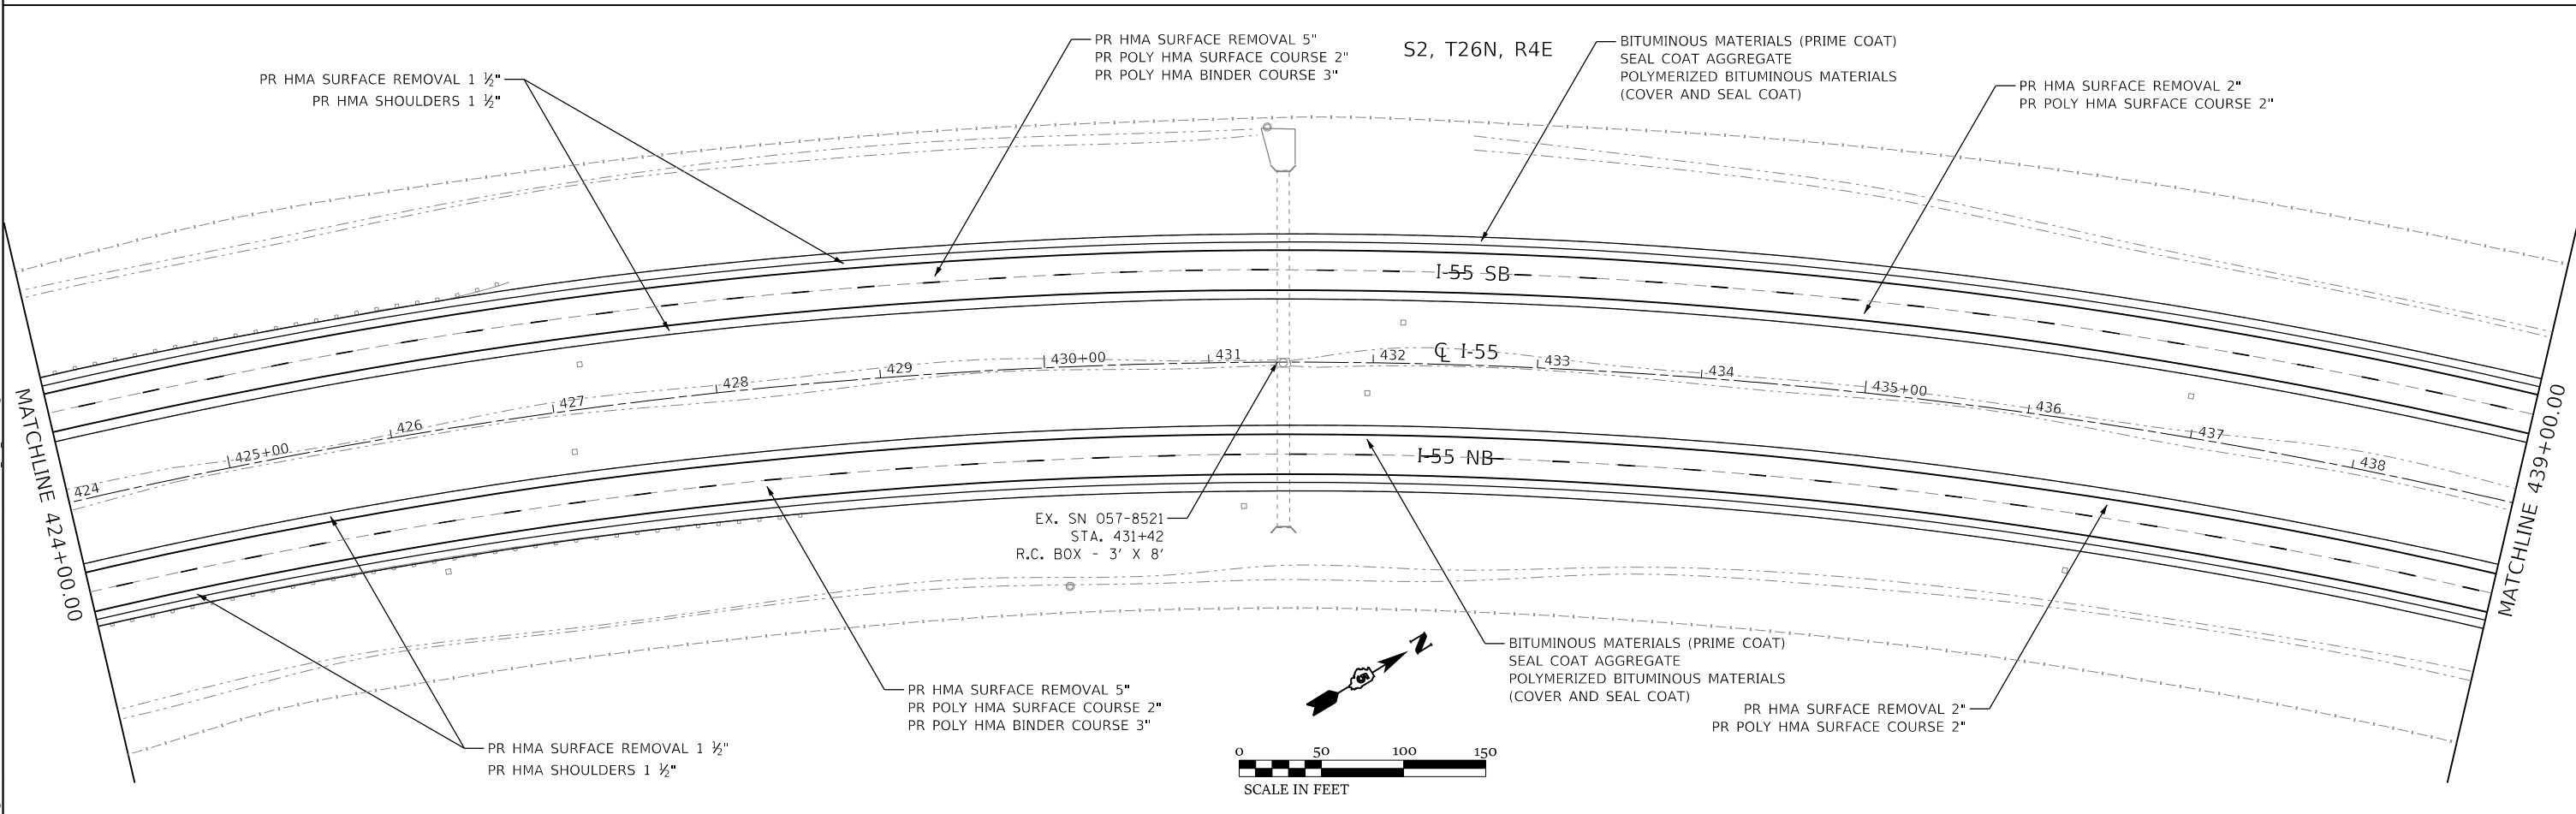 PR HMA SURFACE REMOVAL 1 ½"
PR HMA SHOULDERS 1 ½"
PR HMA SURFACE REMOVAL 5"
PR POLY HMA SURFACE COURSE 2"
PR POLY HMA BINDER COURSE 3"
S2, T26N, R4E
BITUMINOUS MATERIALS (PRIME COAT)
SEAL COAT AGGREGATE
POLYMERIZED BITUMINOUS MATERIALS
(COVER AND SEAL COAT)
PR HMA SURFACE REMOVAL 2"
PR POLY HMA SURFACE COURSE 2"
I-55 SB
℄ I-55
424
425+00
426
427
428
429
430+00
431
432
433
434
435+00
436
437
438
MATCHLINE 424+00.00
MATCHLINE 439+00.00
I-55 NB
EX. SN 057-8521
STA. 431+42
R.C. BOX - 3' X 8'
BITUMINOUS MATERIALS (PRIME COAT)
SEAL COAT AGGREGATE
POLYMERIZED BITUMINOUS MATERIALS
(COVER AND SEAL COAT)
PR HMA SURFACE REMOVAL 5"
PR POLY HMA SURFACE COURSE 2"
PR POLY HMA BINDER COURSE 3"
PR HMA SURFACE REMOVAL 2"
PR POLY HMA SURFACE COURSE 2"
PR HMA SURFACE REMOVAL 1 ½"
PR HMA SHOULDERS 1 ½"
N
0 50 100 150
SCALE IN FEET